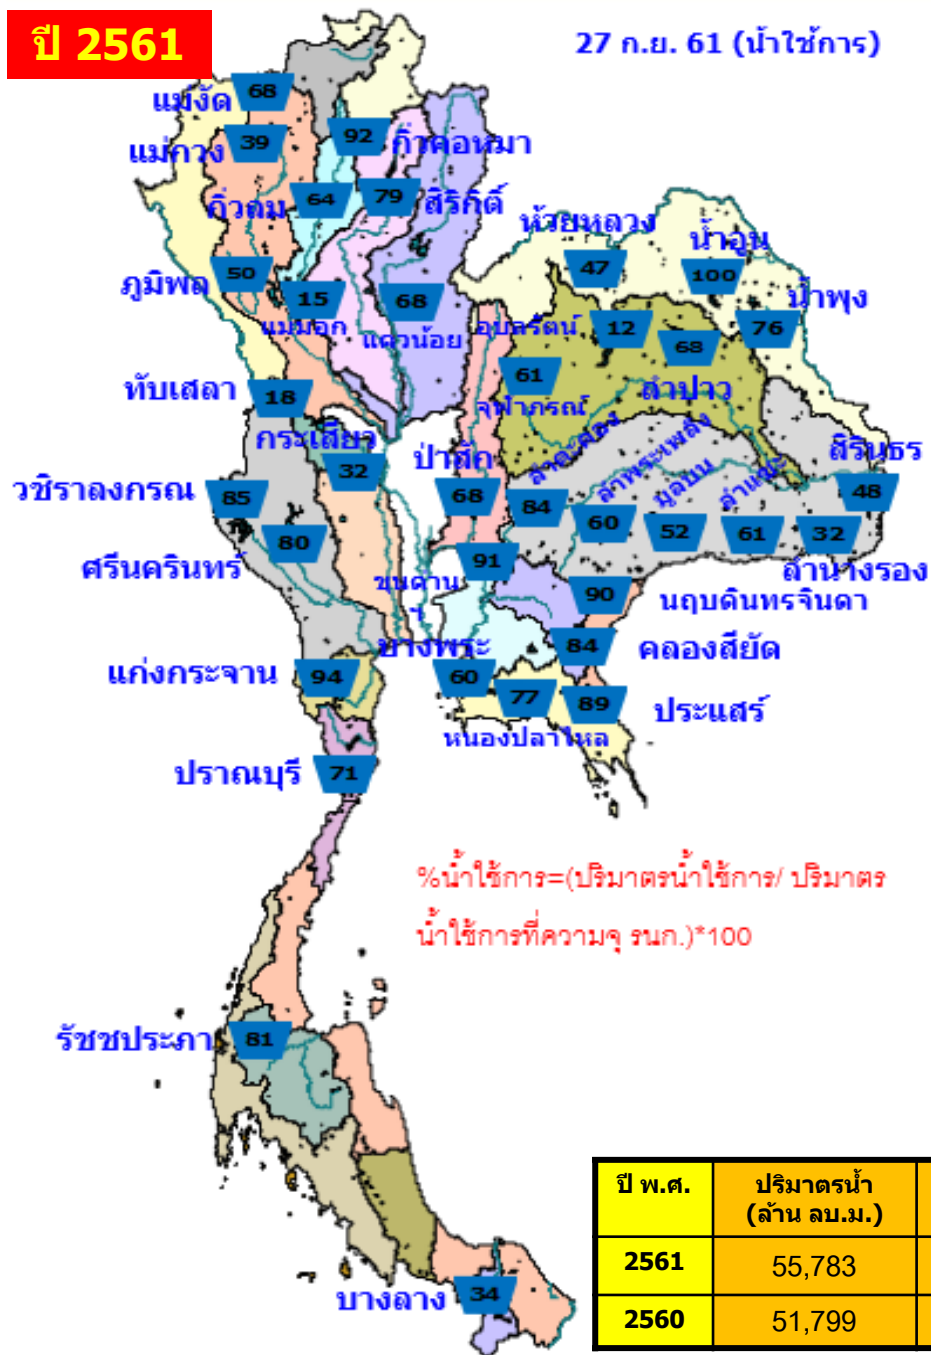 ปี 2561
27 ก.ย. 61 (น้ำใช้การ)
แม่งัด 68
แม่กวง 39
92 กิ่วคอหมา
กิ่วลม 64
79 สิริกิติ์
ห้วยหลวง 47
น้ำอูน 100
น้ำพุง 76
ภูมิพล 50
15 แม่มอก
68 แควน้อย
อุบลรัตน์ 12
68 ลำปาว
61 จุฬาภรณ์
ทับเสลา 18
กระเสียว 32
ป่าสัก 68
ลำตะคอง 84
ลำพระเพลิง 60
มูลบน 52
ลำแชะ 61
32 ลำนางรอง
สิรินธร 48
วชิราลงกรณ 85
ศรีนครินทร์ 80
91
ขุนด่าน
ฯ
90 นฤบดินทรจินดา
84 คลองสียัด
บางพระ 60
77 หนองปลาไหล
89 ประแสร์
แก่งกระจาน 94
ปราณบุรี 71
%น้ำใช้การ=(ปริมาตรน้ำใช้การ/ ปริมาตร
น้ำใช้การที่ความจุ รนก.)*100
รัชชประภา 81
บางลาง 34
ปี พ.ศ. ปริมาตรน้ำ
(ล้าน ลบ.ม.)
2561 55,783
2560 51,799